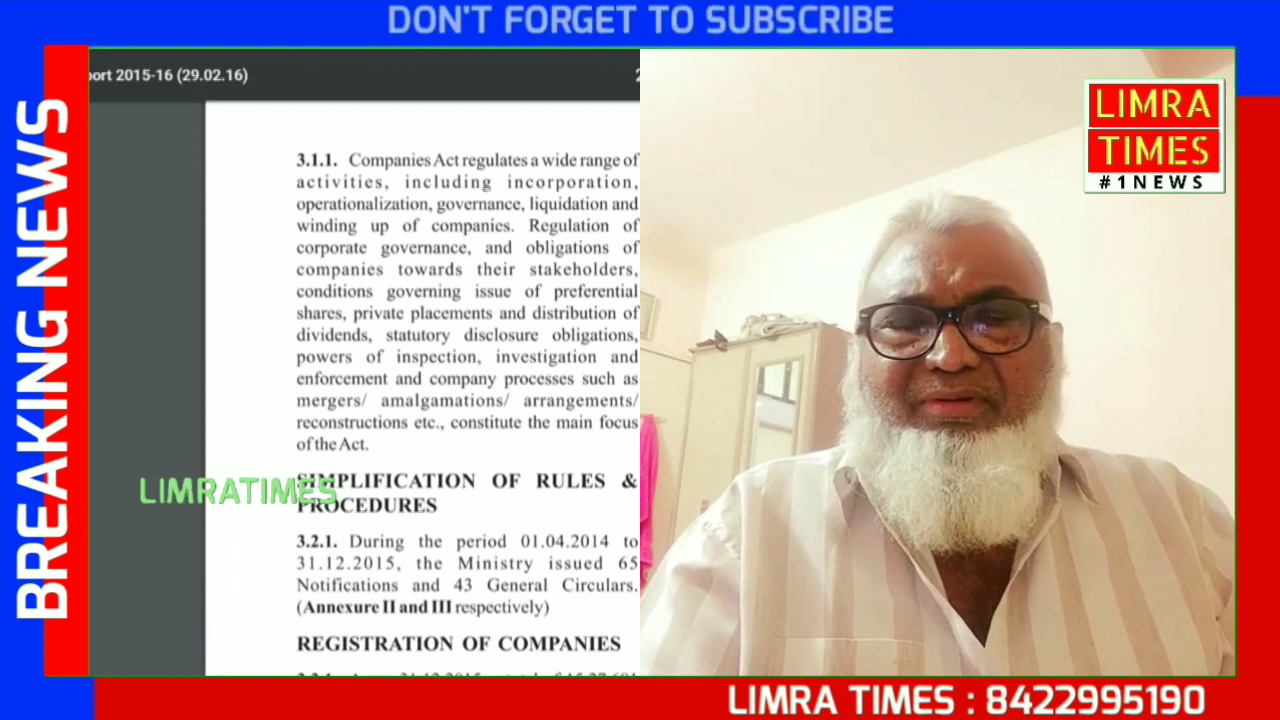 DON'T FORGET TO SUBSCRIBE
BREAKING NEWS
port 2015-16 (29.02.16)
3.1.1. Companies Act regulates a wide range of
activities, including incorporation,
operationalization, governance, liquidation and
winding up of companies. Regulation of
corporate governance, and obligations of
companies towards their stakeholders,
conditions governing issue of preferential
shares, private placements and distribution of
dividends, statutory disclosure obligations,
powers of inspection, investigation and
enforcement and company processes such as
mergers/ amalgamations/ arrangements/
reconstructions etc., constitute the main focus
of the Act.
SIMPLIFICATION OF RULES &
PROCEDURES
LIMRATIMES
3.2.1. During the period 01.04.2014 to
31.12.2015, the Ministry issued 65
Notifications and 43 General Circulars.
(Annexure II and III respectively)
REGISTRATION OF COMPANIES
LIMRA
TIMES
#1NEWS
LIMRA TIMES : 8422995190